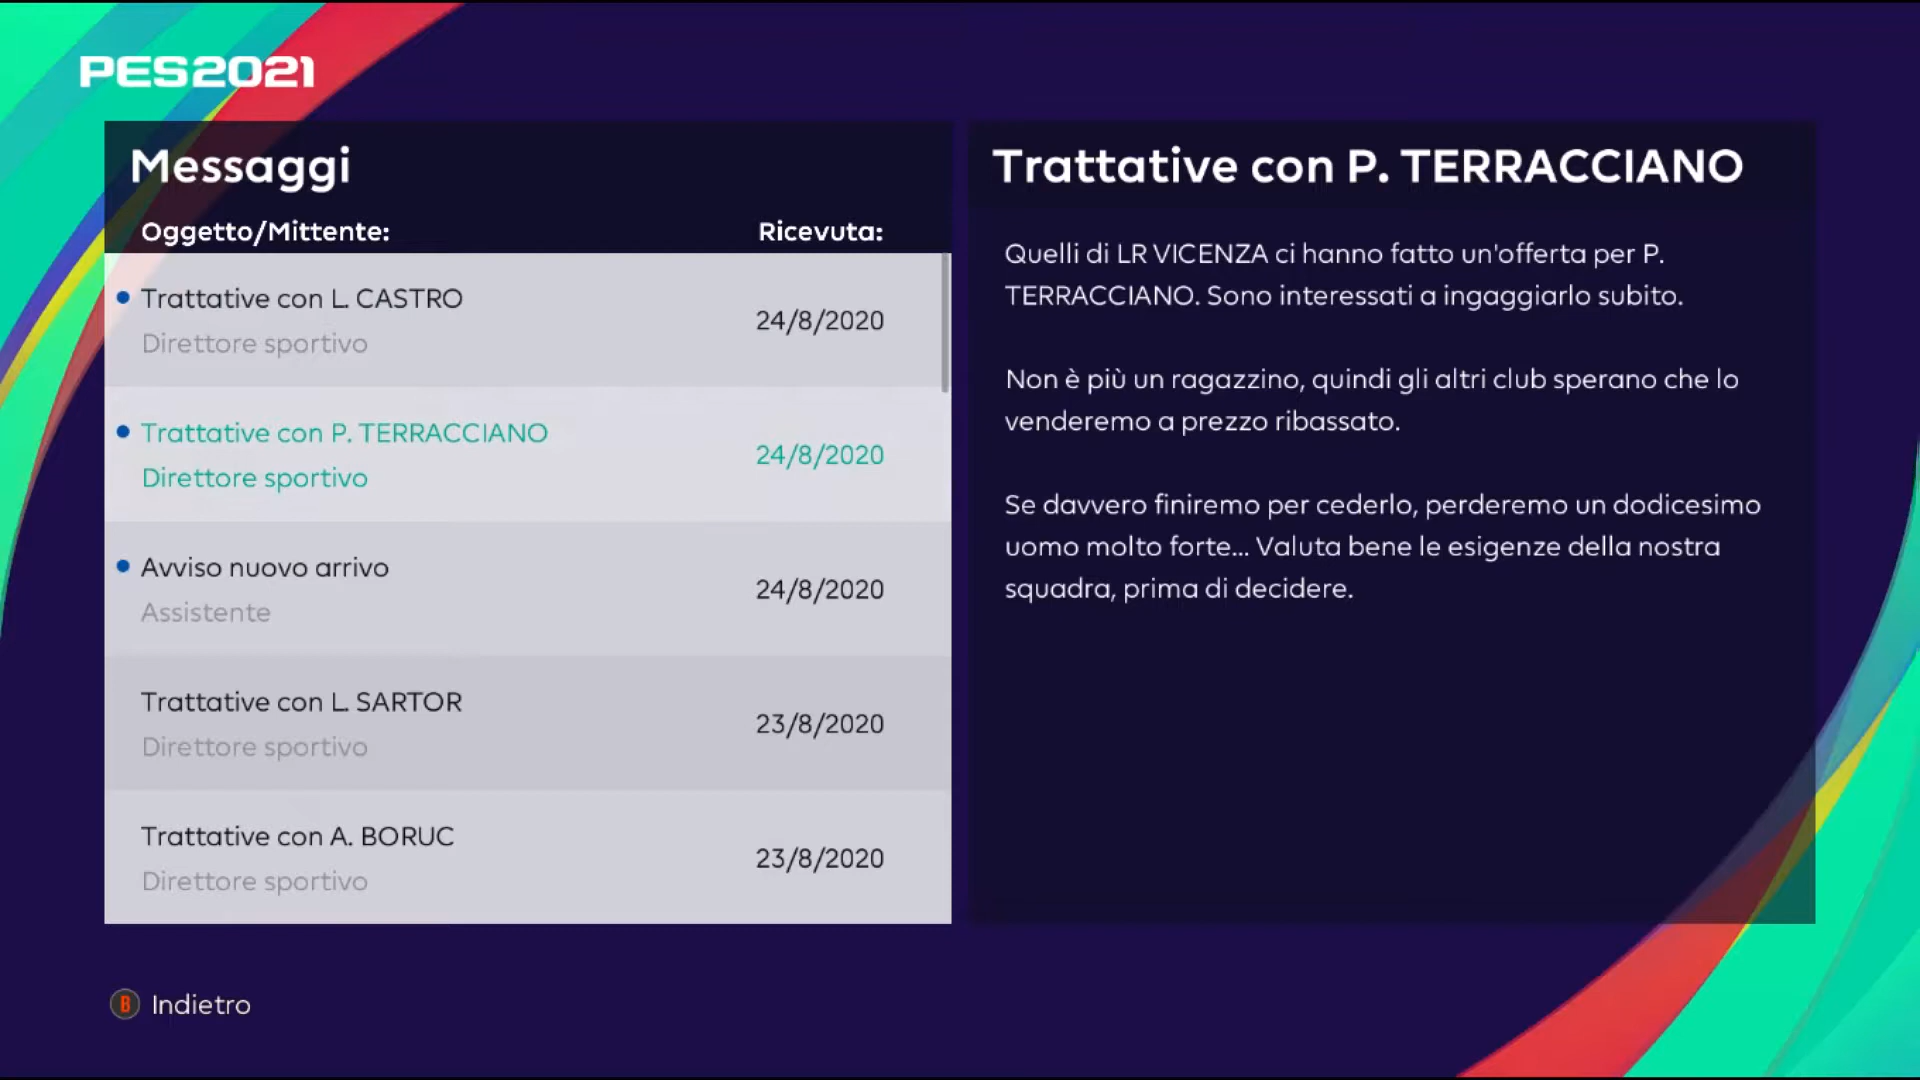 PES2021
Messaggi
Oggetto/Mittente:
Ricevuta:
Trattative con L. CASTRO
Direttore sportivo
24/8/2020
Trattative con P. TERRACCIANO
Direttore sportivo
24/8/2020
Avviso nuovo arrivo
Assistente
24/8/2020
Trattative con L. SARTOR
Direttore sportivo
23/8/2020
Trattative con A. BORUC
Direttore sportivo
23/8/2020
Trattative con P. TERRACCIANO
Quelli di LR VICENZA ci hanno fatto un'offerta per P.
TERRACCIANO. Sono interessati a ingaggiarlo subito.
Non è più un ragazzino, quindi gli altri club sperano che lo
venderemo a prezzo ribassato.
Se davvero finiremo per cederlo, perderemo un dodicesimo
uomo molto forte... Valuta bene le esigenze della nostra
squadra, prima di decidere.
B Indietro